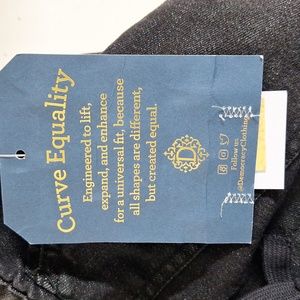 Curve Equality
Engineered to lift,
expand, and enhance
for a universal fit, because
all shapes are different,
but created equal.
D
Follow us
@DemocracyClothing